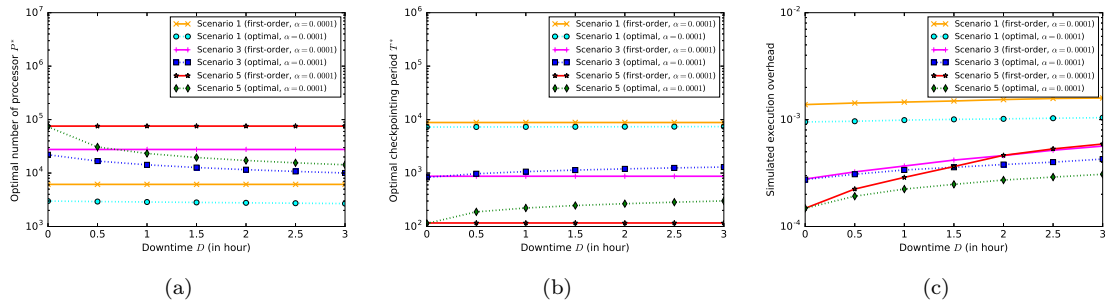 Optimal number of processor P*
10^7
10^6
10^5
10^4
10^3
0 0.5 1 1.5 2 2.5 3
Downtime D (in hour)
Scenario 1 (first-order, α=0.0001)
Scenario 1 (optimal, α=0.0001)
Scenario 3 (first-order, α=0.0001)
Scenario 3 (optimal, α=0.0001)
Scenario 5 (first-order, α=0.0001)
Scenario 5 (optimal, α=0.0001)
(a)
Optimal checkpointing period T*
10^6
10^5
10^4
10^3
10^2
0 0.5 1 1.5 2 2.5 3
Downtime D (in hour)
Scenario 1 (first-order, α=0.0001)
Scenario 1 (optimal, α=0.0001)
Scenario 3 (first-order, α=0.0001)
Scenario 3 (optimal, α=0.0001)
Scenario 5 (first-order, α=0.0001)
Scenario 5 (optimal, α=0.0001)
(b)
Simulated execution overhead
10^-2
10^-3
10^-4
0 0.5 1 1.5 2 2.5 3
Downtime D (in hour)
Scenario 1 (first-order, α=0.0001)
Scenario 1 (optimal, α=0.0001)
Scenario 3 (first-order, α=0.0001)
Scenario 3 (optimal, α=0.0001)
Scenario 5 (first-order, α=0.0001)
Scenario 5 (optimal, α=0.0001)
(c)